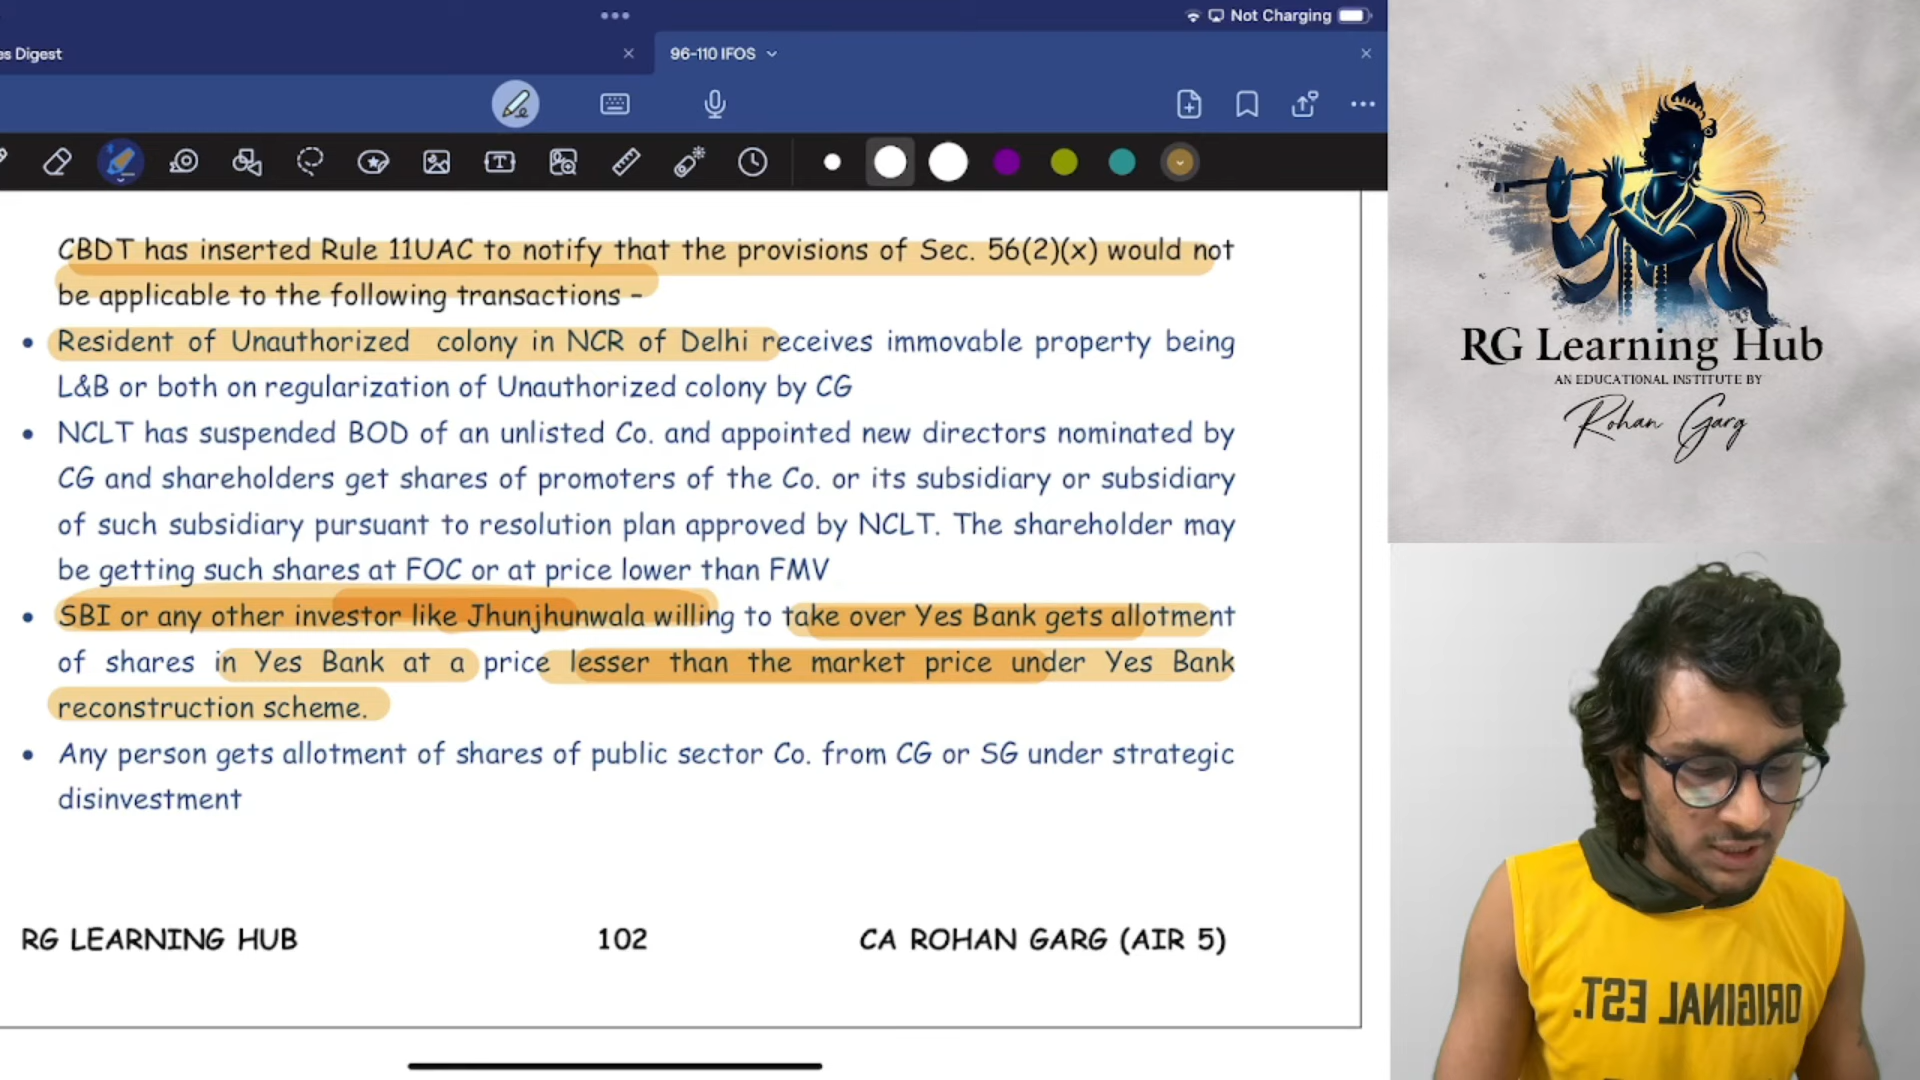 Not Charging
es Digest
96-110 IFOS
CBDT has inserted Rule 11UAC to notify that the provisions of Sec. 56(2)(x) would not
be applicable to the following transactions -
• Resident of Unauthorized colony in NCR of Delhi receives immovable property being
L&B or both on regularization of Unauthorized colony by CG
• NCLT has suspended BOD of an unlisted Co. and appointed new directors nominated by
CG and shareholders get shares of promoters of the Co. or its subsidiary or subsidiary
of such subsidiary pursuant to resolution plan approved by NCLT. The shareholder may
be getting such shares at FOC or at price lower than FMV
• SBI or any other investor like Jhunjhunwala willing to take over Yes Bank gets allotment
of shares in Yes Bank at a price lesser than the market price under Yes Bank
reconstruction scheme.
• Any person gets allotment of shares of public sector Co. from CG or SG under strategic
disinvestment
RG LEARNING HUB 102 CA ROHAN GARG (AIR 5)
RG Learning Hub
AN EDUCATIONAL INSTITUTE BY
Rohan Garg
ORIGINAL EST.